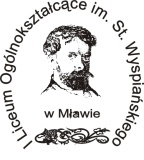 I Liceum Ogólnokształcące im. St. Wyspiańskiego
w Mławie